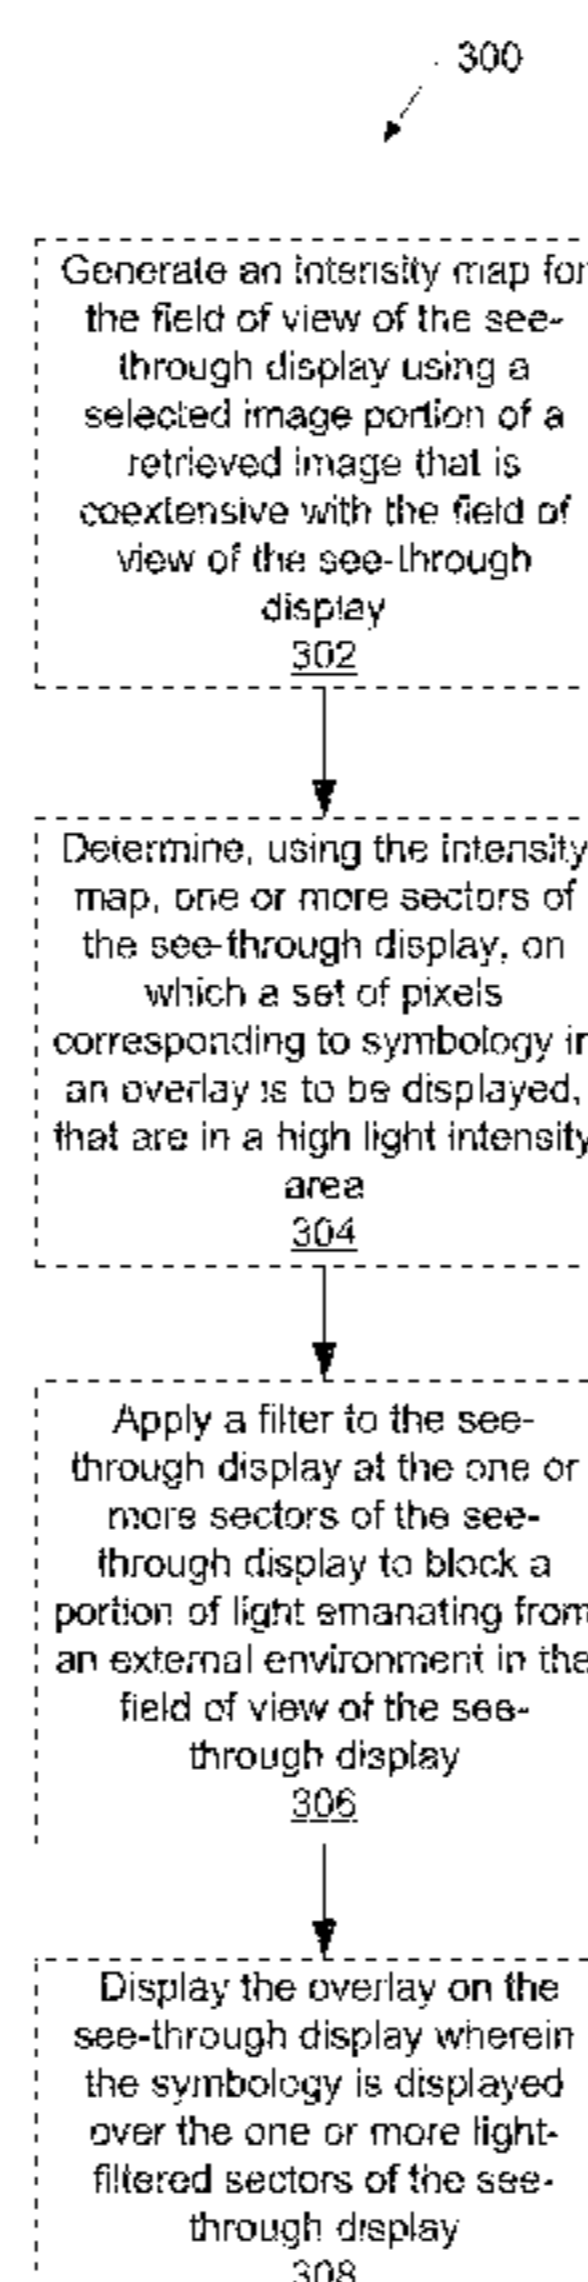 300
Generate an intensity map for
the field of view of the see-
through display using a
selected image portion of a
retrieved image that is
coextensive with the field of
view of the see-through
display
302
Determine, using the intensity
map, one or more sectors of
the see-through display, on
which a set of pixels
corresponding to symbology in
an overlay is to be displayed,
that are in a high light intensity
area
304
Apply a filter to the see-
through display at the one or
more sectors of the see-
through display to block a
portion of light emanating from
an external environment in the
field of view of the see-
through display
306
Display the overlay on the
see-through display wherein
the symbology is displayed
over the one or more light-
filtered sectors of the see-
through display
308